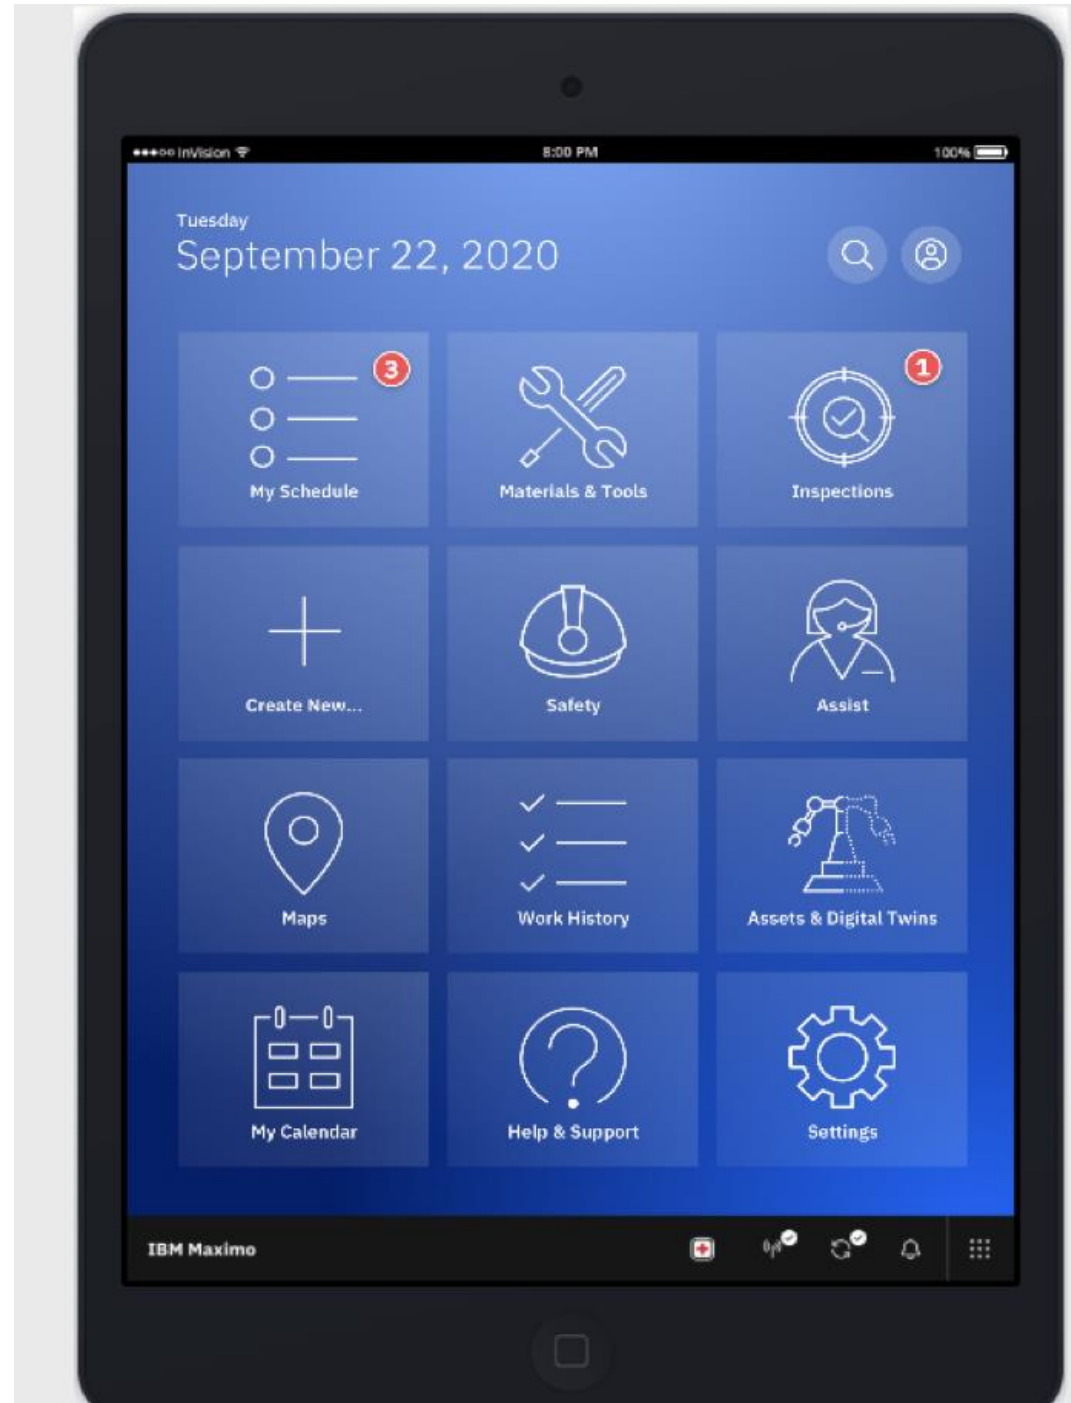 InVision 8:00 PM 100%
Tuesday
September 22, 2020
3
1
My Schedule Materials & Tools Inspections
Create New... Safety Assist
Maps Work History Assets & Digital Twins
My Calendar Help & Support Settings
IBM Maximo